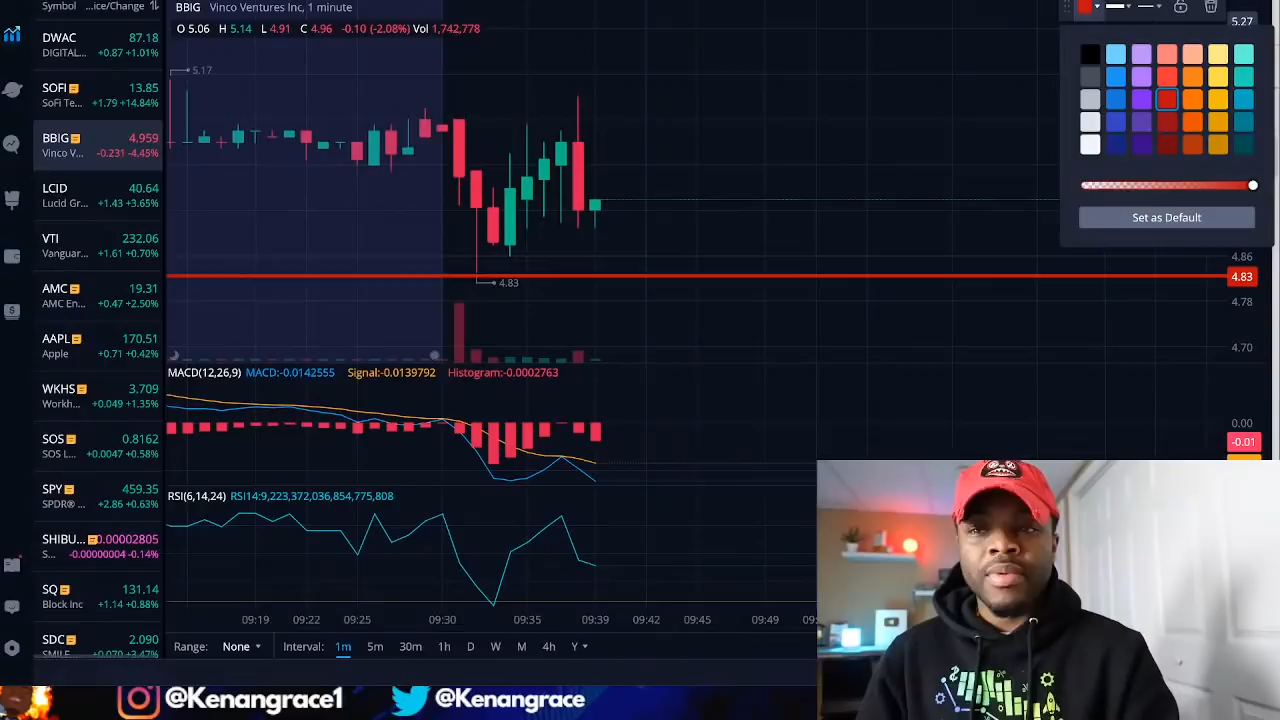 Symbol ..ice/Change
DWAC 87.18
DIGITAL... +0.87 +1.01%
SOFI 13.85
SoFi Te... +1.79 +14.84%
BBIG 4.959
Vinco V... -0.231 -4.45%
LCID 40.64
Lucid Gr... +1.43 +3.65%
VTI 232.06
Vanguar... +1.61 +0.70%
AMC 19.31
AMC En... +0.47 +2.50%
AAPL 170.51
Apple +0.71 +0.42%
WKHS 3.709
Workh... +0.049 +1.35%
SOS 0.8162
SOS L... +0.0047 +0.58%
SPY 459.35
SPDR® ... +2.86 +0.63%
SHIBU... 0.00002805
S... -0.00000004 -0.14%
SQ 131.14
Block Inc +1.14 +0.88%
SDC 2.090
SMILE +0.070 +3.47%
BBIG Vinco Ventures Inc, 1 minute
O 5.06 H 5.14 L 4.91 C 4.96 -0.10 (-2.08%) Vol 1,742,778
5.17
4.83
5.27
Set as Default
4.86
4.83
4.78
4.70
MACD(12,26,9) MACD:-0.0142555 Signal:-0.0139792 Histogram:-0.0002763
0.00
-0.01
RSI(6,14,24) RSI14:9,223,372,036,854,775,808
09:19 09:22 09:25 09:30 09:35 09:39 09:42 09:45 09:49 09:52
Range: None Interval: 1m 5m 30m 1h D W M 4h Y
@Kenangrace1 @Kenangrace